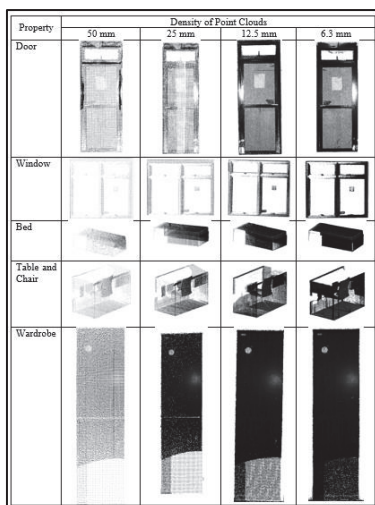 Property
Density of Point Clouds
50 mm
25 mm
12.5 mm
6.3 mm
Door
Window
Bed
Table and
Chair
Wardrobe